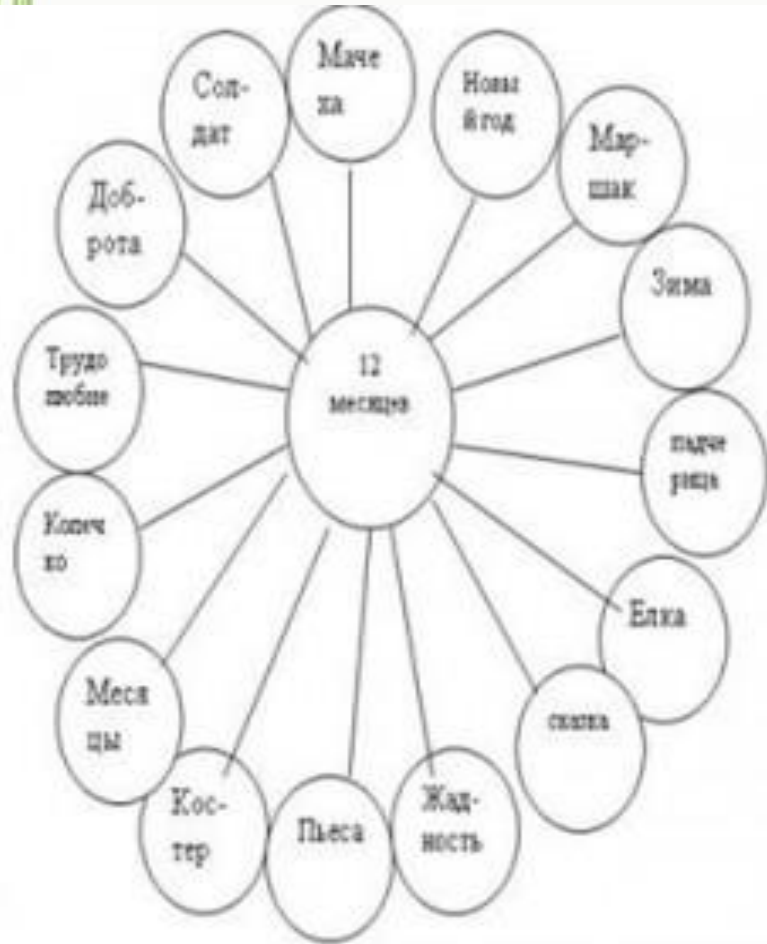 12
месяцев
Маче
ха
Новы
й год
Мар-
шак
Зима
падче
рица
Елка
сказка
Жад-
ность
Пьеса
Кос-
тер
Меся
цы
Колеч
ко
Трудо
любие
Доб-
рота
Сол-
дат